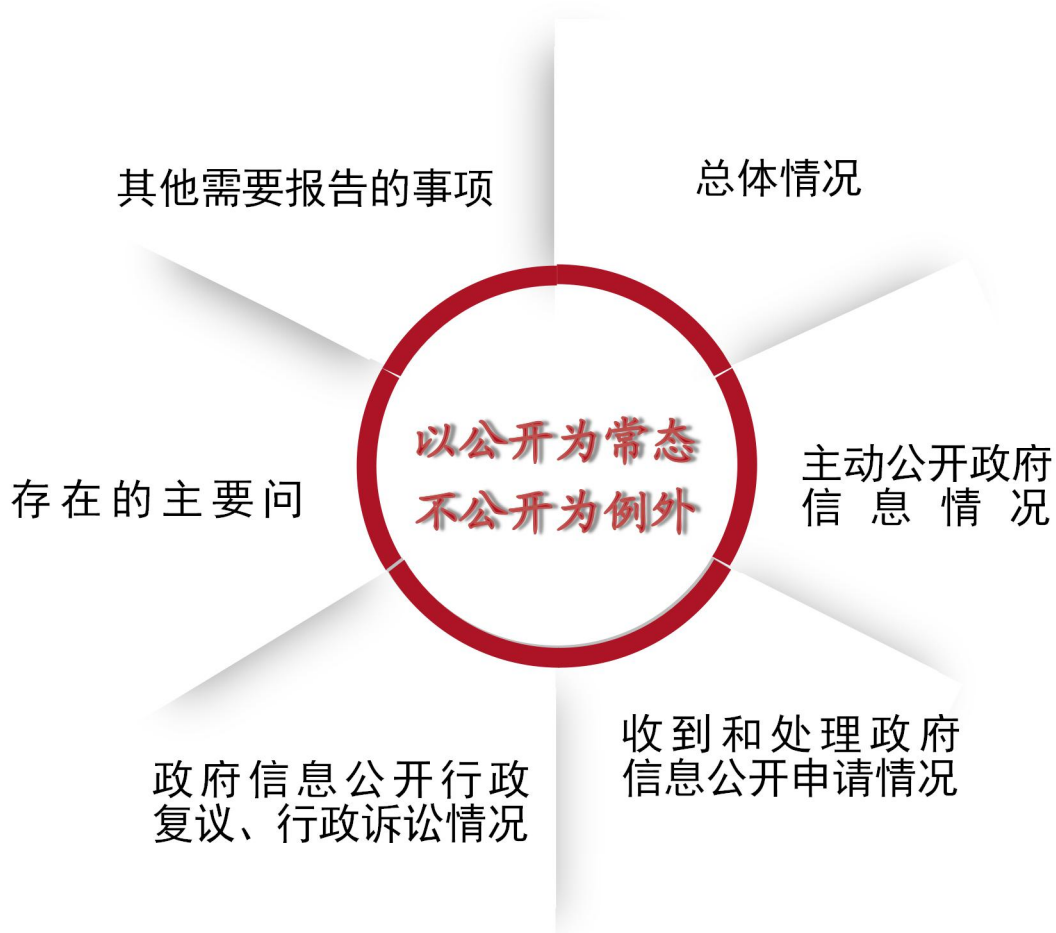 总体情况
主动公开政府
信息情况
收到和处理政府
信息公开申请情况
政府信息公开行政
复议、行政诉讼情况
存在的主要问
其他需要报告的事项
以公开为常态
不公开为例外